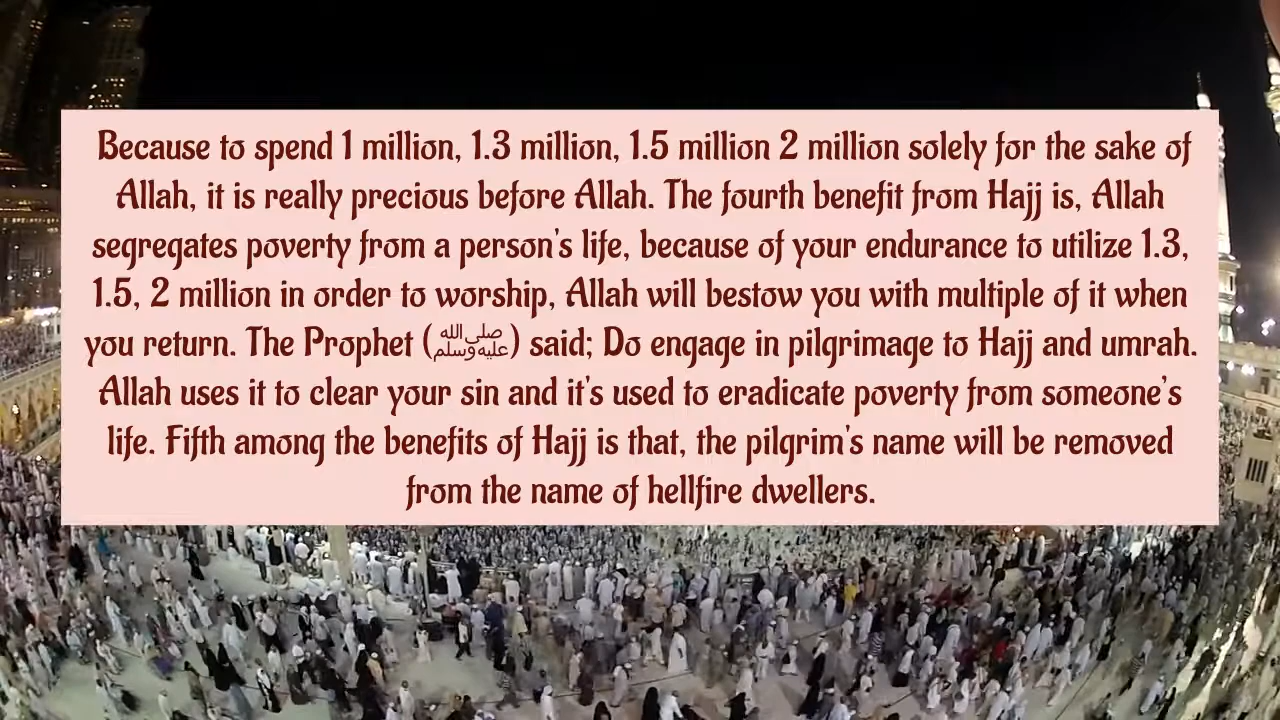 Because to spend 1 million, 1.3 million, 1.5 million 2 million solely for the sake of
Allah, it is really precious before Allah. The fourth benefit from Hajj is, Allah
segregates poverty from a person's life, because of your endurance to utilize 1.3,
1.5, 2 million in order to worship, Allah will bestow you with multiple of it when
you return. The Prophet (صلى الله عليه وسلم) said; Do engage in pilgrimage to Hajj and umrah.
Allah uses it to clear your sin and it's used to eradicate poverty from someone's
life. Fifth among the benefits of Hajj is that, the pilgrim's name will be removed
from the name of hellfire dwellers.